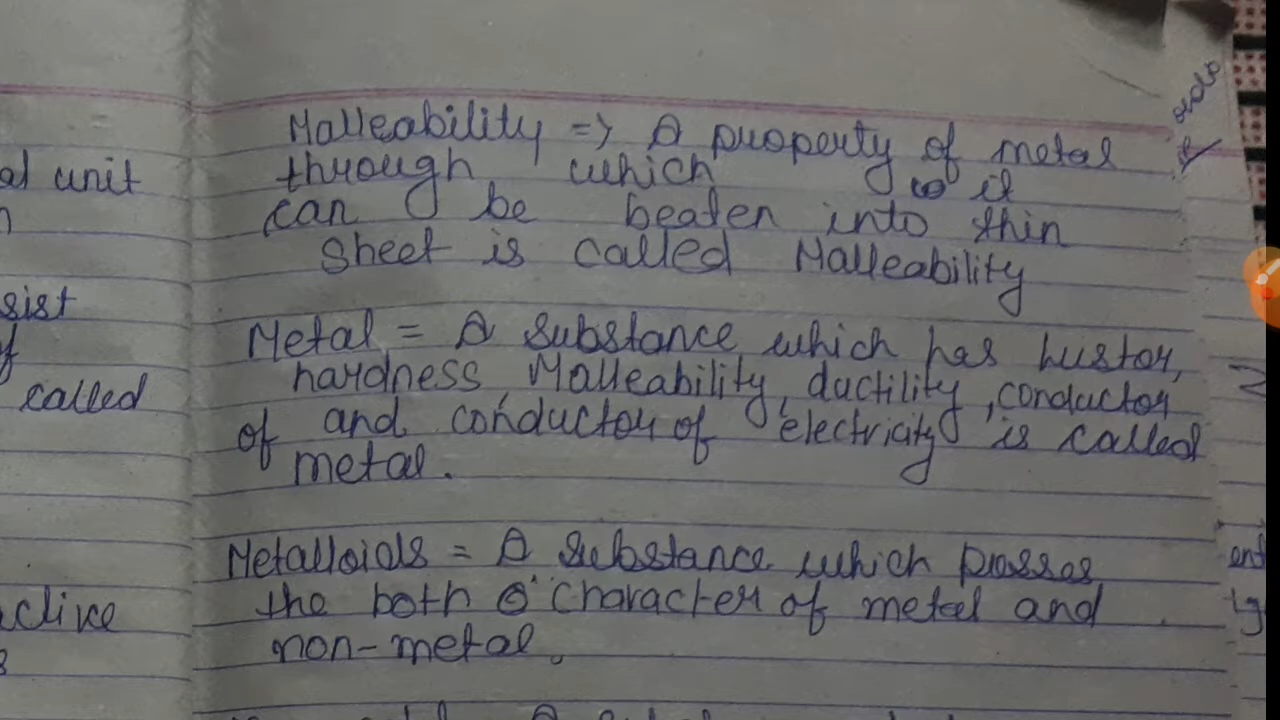 Malleability => A property of metal
through which it
can be beaten into thin
sheet is called Malleability
Metal = A substance which has luster,
hardness, Malleability, ductility, conductor
of and conductor of electricity is called
metal.
Metalloids = A substance which posses
the both character of metal and
non-metal.
al unit
n
sist
f
called
clive